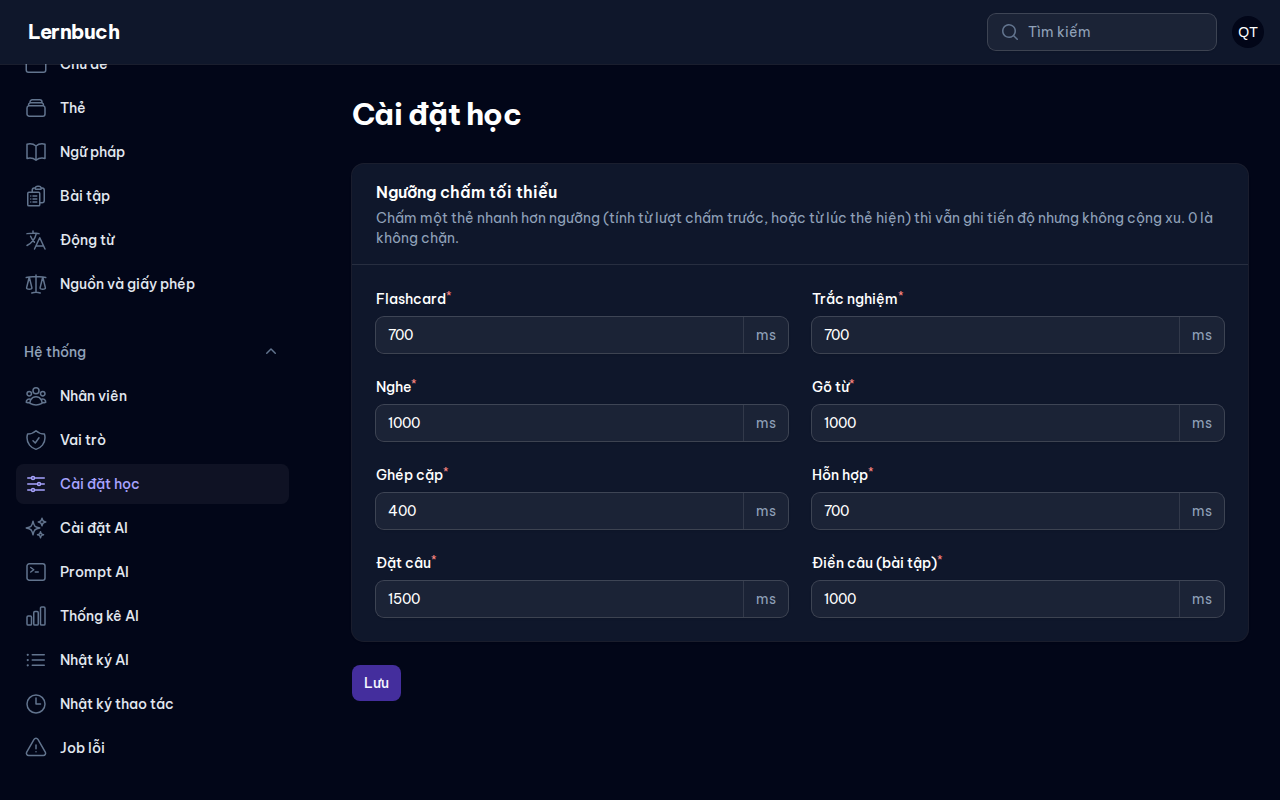 Lernbuch
Tìm kiếm
QT
Chủ đề
Thẻ
Ngữ pháp
Bài tập
Động từ
Nguồn và giấy phép
Hệ thống
Nhân viên
Vai trò
Cài đặt học
Cài đặt AI
Prompt AI
Thống kê AI
Nhật ký AI
Nhật ký thao tác
Job lỗi
Cài đặt học
Ngưỡng chấm tối thiểu
Chấm một thẻ nhanh hơn ngưỡng (tính từ lượt chấm trước, hoặc từ lúc thẻ hiện) thì vẫn ghi tiến độ nhưng không cộng xu. 0 là
không chặn.
Flashcard*
700 ms
Trắc nghiệm*
700 ms
Nghe*
1000 ms
Gõ từ*
1000 ms
Ghép cặp*
400 ms
Hỗn hợp*
700 ms
Đặt câu*
1500 ms
Điền câu (bài tập)*
1000 ms
Lưu